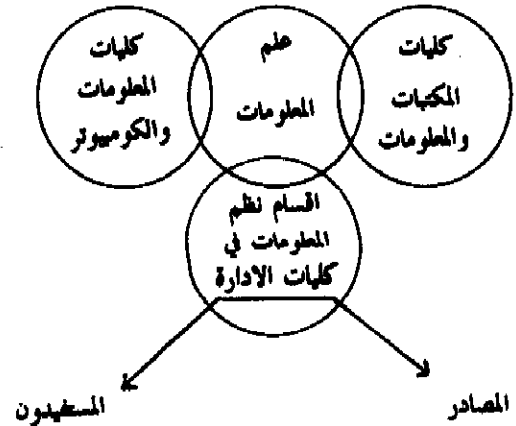 كليات
المكتبات
والمعلومات
علم
المعلومات
كليات
المعلومات
والكومبيوتر
اقسام نظم
المعلومات في
كليات الادارة
المصادر
المستفيدون